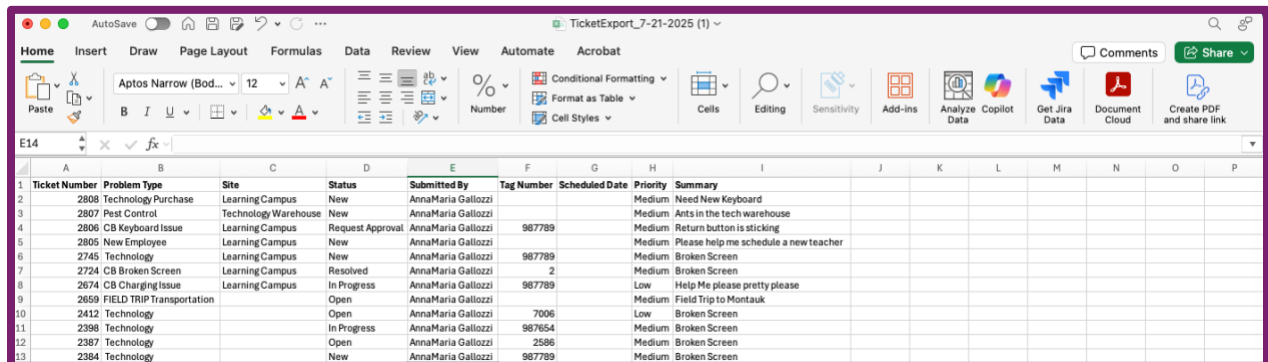 AutoSave TicketExport_7-21-2025 (1)
Home Insert Draw Page Layout Formulas Data Review View Automate Acrobat Comments Share
Paste Aptos Narrow (Bod... 12 A^ A˅ B I U A ab Number Conditional Formatting Format as Table Cell Styles Cells Editing Sensitivity Add-ins Analyze Data Copilot Get Jira Data Document Cloud Create PDF and share link
E14 fx
A B C D E F G H I J K L M N O P
1 Ticket Number Problem Type Site Status Submitted By Tag Number Scheduled Date Priority Summary
2 2808 Technology Purchase Learning Campus New AnnaMaria Gallozzi Medium Need New Keyboard
3 2807 Pest Control Technology Warehouse New AnnaMaria Gallozzi Medium Ants in the tech warehouse
4 2806 CB Keyboard Issue Learning Campus Request Approval AnnaMaria Gallozzi 987789 Medium Return button is sticking
5 2805 New Employee Learning Campus New AnnaMaria Gallozzi Medium Please help me schedule a new teacher
6 2745 Technology Learning Campus New AnnaMaria Gallozzi 987789 Medium Broken Screen
7 2724 CB Broken Screen Learning Campus Resolved AnnaMaria Gallozzi 2 Medium Broken Screen
8 2674 CB Charging Issue Learning Campus In Progress AnnaMaria Gallozzi 987789 Low Help Me please pretty please
9 2659 FIELD TRIP Transportation Open AnnaMaria Gallozzi Medium Field Trip to Montauk
10 2412 Technology Open AnnaMaria Gallozzi 7006 Low Broken Screen
11 2398 Technology In Progress AnnaMaria Gallozzi 987654 Medium Broken Screen
12 2387 Technology Open AnnaMaria Gallozzi 2586 Medium Broken Screen
13 2384 Technology New AnnaMaria Gallozzi 987789 Medium Broken Screen